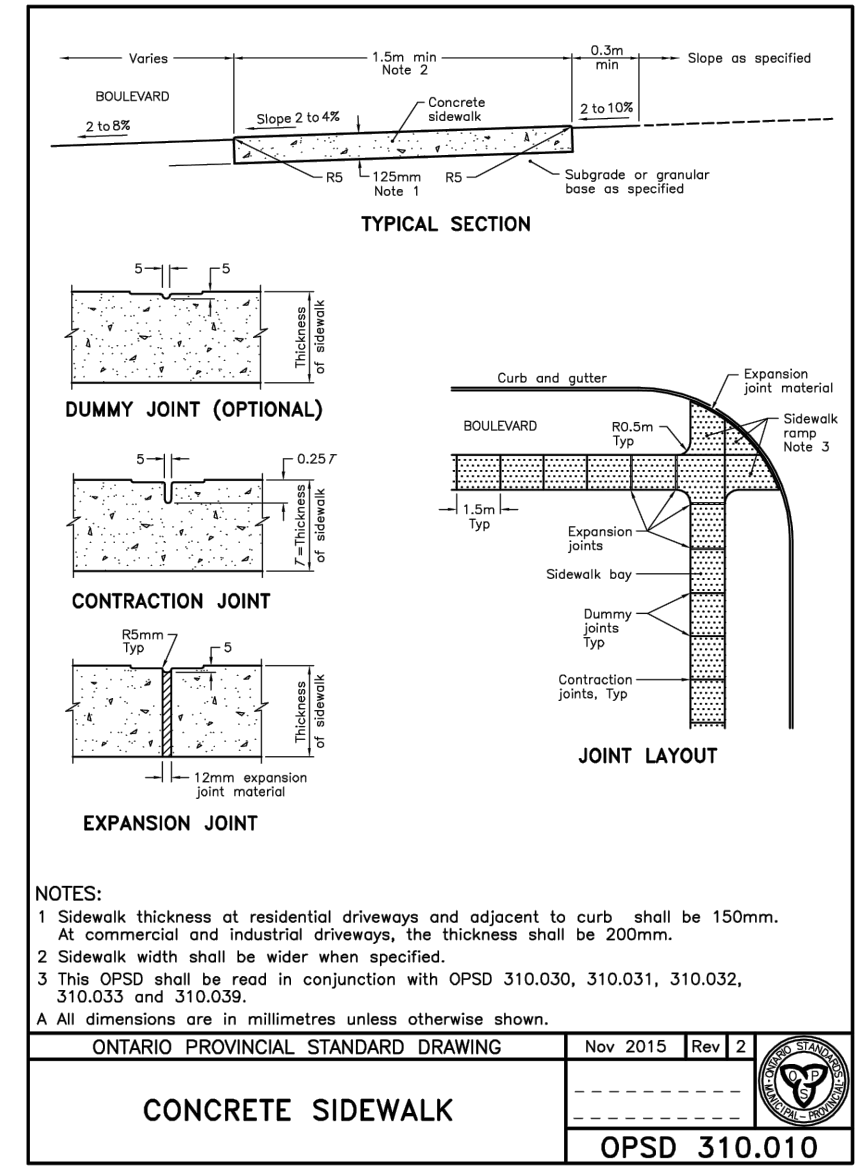 Varies
1.5m min
Note 2
0.3m
min
Slope as specified
BOULEVARD
2 to 8%
Slope 2 to 4%
Concrete
sidewalk
2 to 10%
R5
125mm
Note 1
R5
Subgrade or granular
base as specified
TYPICAL SECTION
5
5
Thickness
of sidewalk
DUMMY JOINT (OPTIONAL)
5
0.25T
T=Thickness
of sidewalk
CONTRACTION JOINT
R5mm
Typ
5
Thickness
of sidewalk
12mm expansion
joint material
EXPANSION JOINT
Curb and gutter
Expansion
joint material
BOULEVARD
R0.5m
Typ
Sidewalk
ramp
Note 3
1.5m
Typ
Expansion
joints
Sidewalk bay
Dummy
joints
Typ
Contraction
joints, Typ
JOINT LAYOUT
NOTES:
1 Sidewalk thickness at residential driveways and adjacent to curb shall be 150mm.
At commercial and industrial driveways, the thickness shall be 200mm.
2 Sidewalk width shall be wider when specified.
3 This OPSD shall be read in conjunction with OPSD 310.030, 310.031, 310.032,
310.033 and 310.039.
A All dimensions are in millimetres unless otherwise shown.
ONTARIO PROVINCIAL STANDARD DRAWING
Nov 2015
Rev
2
CONCRETE SIDEWALK
OPSD 310.010
ONTARIO STANDARDS
MUNICIPAL - PROVINCIAL
O P
S